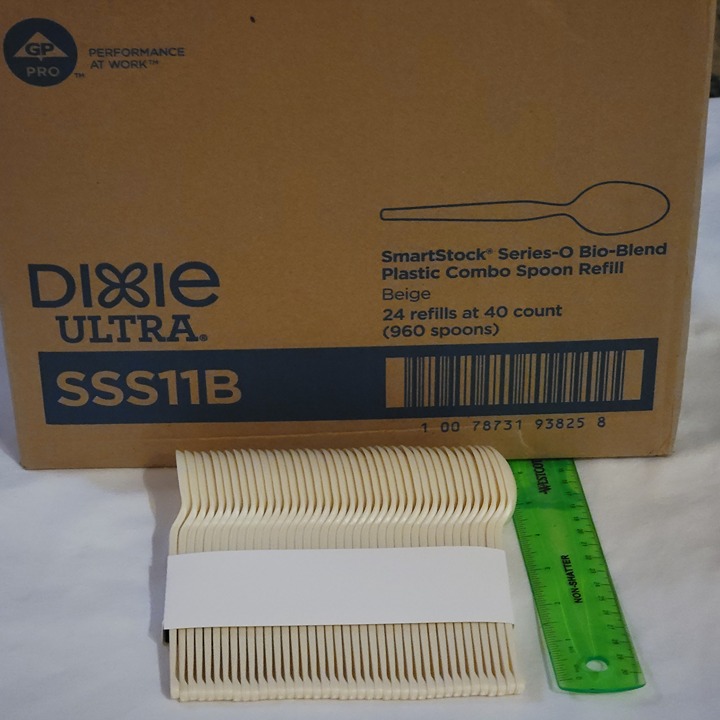 GP
PRO™
PERFORMANCE
AT WORK™
SmartStock® Series-O Bio-Blend
Plastic Combo Spoon Refill
Beige
24 refills at 40 count
(960 spoons)
DIXIE
ULTRA®
SSS11B
1 00 78731 93825 8
NON-SHATTER